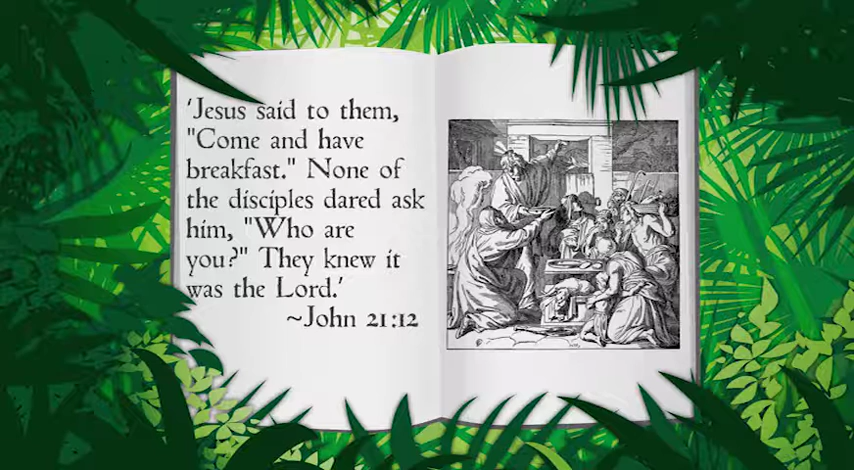 ‘Jesus said to them,
"Come and have
breakfast." None of
the disciples dared ask
him, "Who are
you?" They knew it
was the Lord.’
~John 21:12